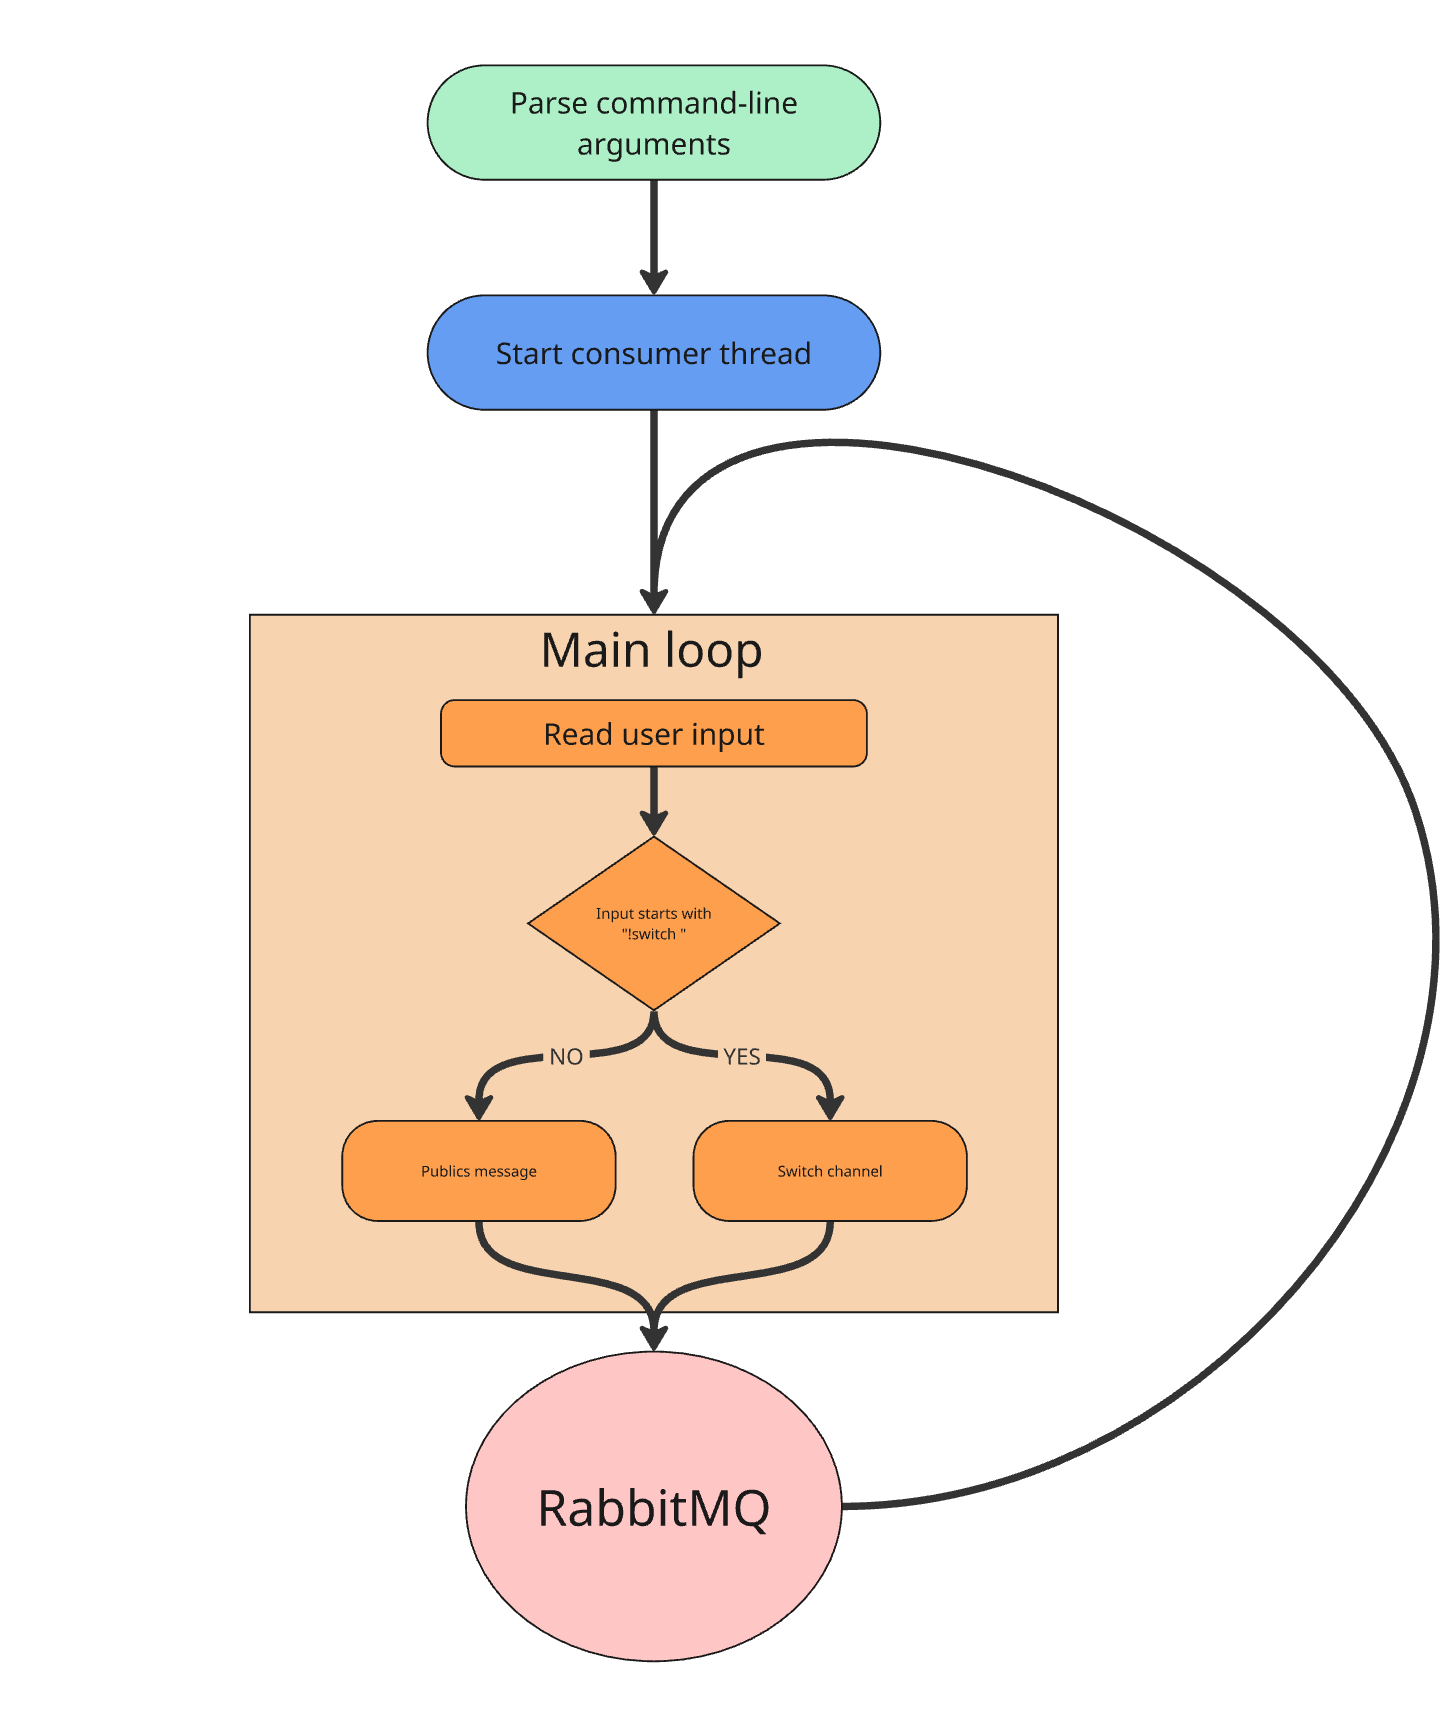 Parse command-line
arguments
Start consumer thread
Main loop
Read user input
Input starts with
"!switch "
NO
YES
Publics message
Switch channel
RabbitMQ